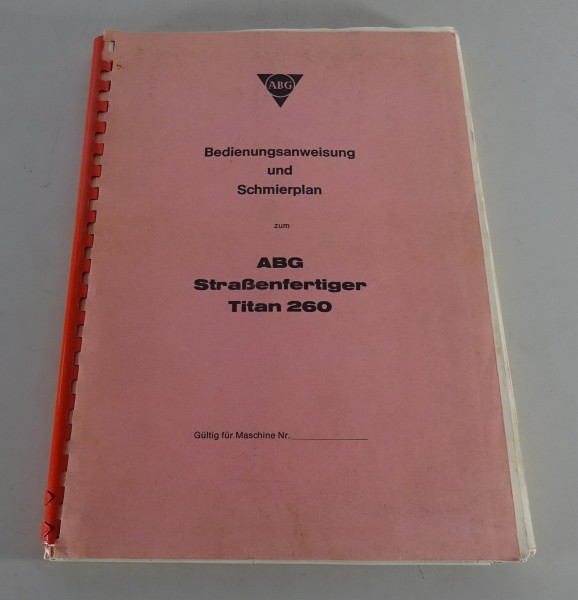 ABG
Bedienungsanweisung
und
Schmierplan
zum
ABG
Straßenfertiger
Titan 260
Gültig für Maschine Nr.